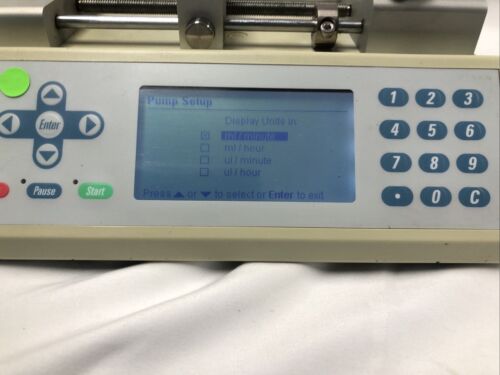 Pump Setup
Display Units in:
ml / minute
ml / hour
ul / minute
ul / hour
Press ▲ or ▼ to select or Enter to exit
Enter
Pause
Start
1 2 3
4 5 6
7 8 9
. 0 C